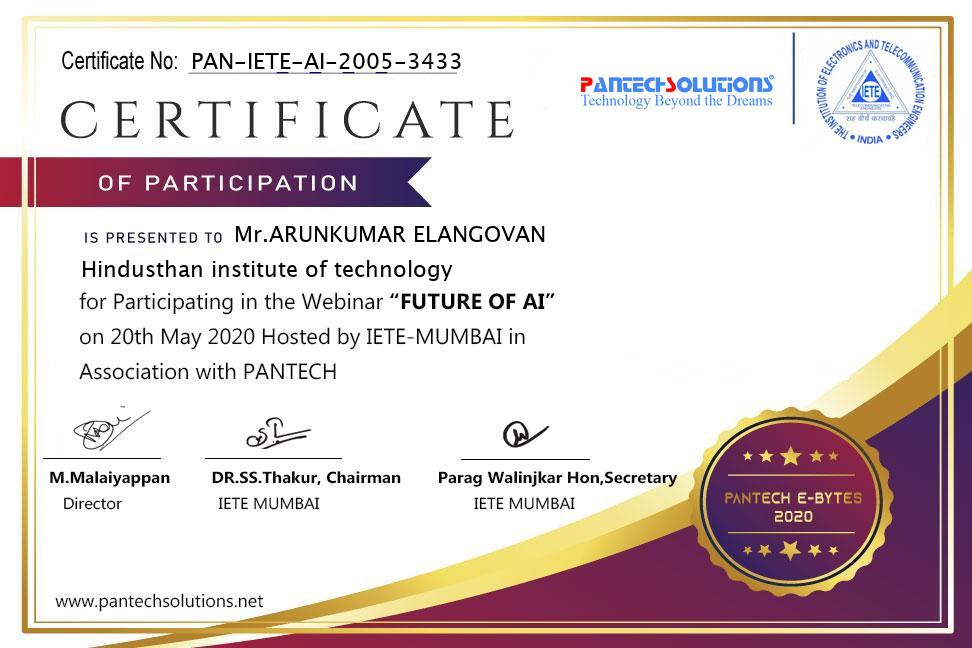 Certificate No: PAN-IETE-AI-2005-3433
CERTIFICATE
OF PARTICIPATION
PANTECHSOLUTIONS®
Technology Beyond the Dreams
THE INSTITUTION OF ELECTRONICS AND TELECOMMUNICATION ENGINEERS
IETE
TELECOMMUNICATION
ENGINEERS
• INDIA •
IS PRESENTED TO Mr.ARUNKUMAR ELANGOVAN
Hindusthan institute of technology
for Participating in the Webinar “FUTURE OF AI”
on 20th May 2020 Hosted by IETE-MUMBAI in
Association with PANTECH
M.Malaiyappan
Director
DR.SS.Thakur, Chairman
IETE MUMBAI
Parag Walinjkar Hon,Secretary
IETE MUMBAI
PANTECH E-BYTES
2020
www.pantechsolutions.net